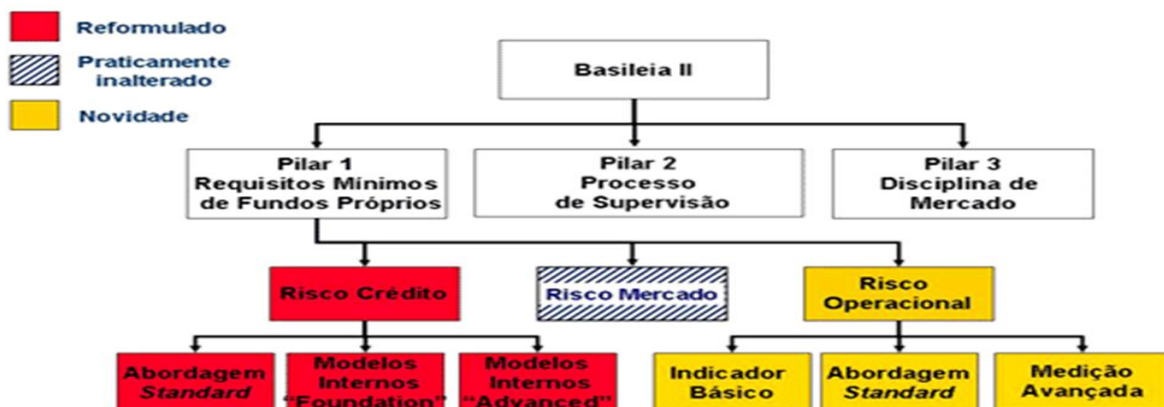 Reformulado
Praticamente
inalterado
Novidade
Basileia II
Pilar 1
Requisitos Mínimos
de Fundos Próprios
Pilar 2
Processo
de Supervisão
Pilar 3
Disciplina de
Mercado
Risco Crédito
Risco Mercado
Risco
Operacional
Abordagem
Standard
Modelos
Internos
“Foundation”
Modelos
Internos
“Advanced”
Indicador
Básico
Abordagem
Standard
Medição
Avançada